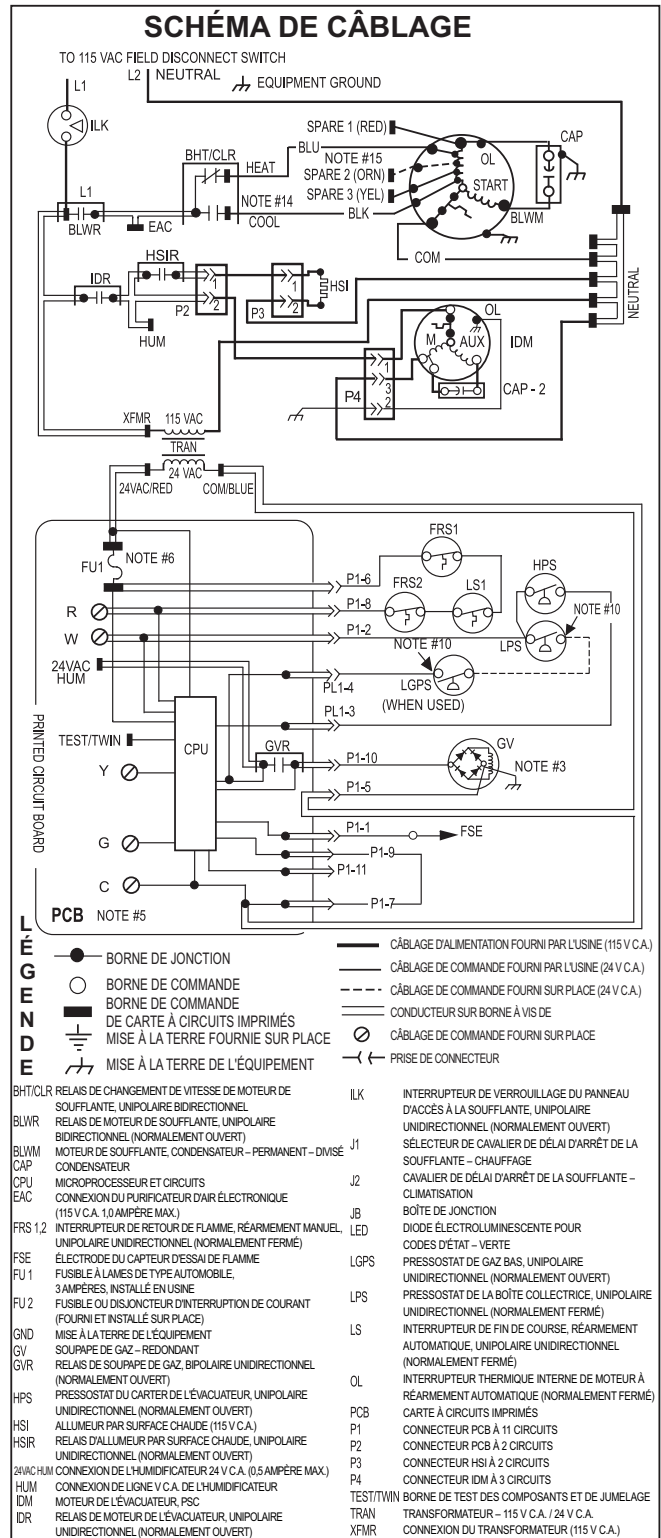 SCHÉMA DE CÂBLAGE
TO 115 VAC FIELD DISCONNECT SWITCH
L1
L2
NEUTRAL
EQUIPMENT GROUND
ILK
SPARE 1 (RED)
CAP
BLU
OL
BHT/CLR
HEAT
NOTE #15
SPARE 2 (ORN)
START
L1
NOTE #14
SPARE 3 (YEL)
BLWR
EAC
COOL
BLK
BLWM
COM
HSIR
IDR
1
2
P2
1
2
P3
HSI
NEUTRAL
HUM
OL
M
AUX
IDM
1
3
2
P4
CAP - 2
XFMR
115 VAC
TRAN
24 VAC
24VAC/RED
COM/BLUE
FU1
NOTE #6
FRS1
P1-6
HPS
FRS2
LS1
R
P1-8
NOTE #10
W
P1-2
LPS
NOTE #10
24VAC
HUM
PL1-4
LGPS
(WHEN USED)
PL1-3
PRINTED CIRCUIT BOARD
TEST/TWIN
CPU
GVR
GV
Y
P1-10
NOTE #3
P1-5
P1-1
FSE
G
P1-9
P1-11
C
P1-7
PCB NOTE #5
LÉGENDE
BORNE DE JONCTION
BORNE DE COMMANDE
BORNE DE COMMANDE
DE CARTE À CIRCUITS IMPRIMÉS
MISE À LA TERRE FOURNIE SUR PLACE
MISE À LA TERRE DE L'ÉQUIPEMENT
CÂBLAGE D'ALIMENTATION FOURNI PAR L'USINE (115 V C.A.)
CÂBLAGE DE COMMANDE FOURNI PAR L'USINE (24 V C.A.)
CÂBLAGE DE COMMANDE FOURNI SUR PLACE (24 V C.A.)
CONDUCTEUR SUR BORNE À VIS DE
CÂBLAGE DE COMMANDE FOURNI SUR PLACE
PRISE DE CONNECTEUR
BHT/CLR RELAIS DE CHANGEMENT DE VITESSE DE MOTEUR DE
SOUFFLANTE, UNIPOLAIRE BIDIRECTIONNEL
BLWR RELAIS DE MOTEUR DE SOUFFLANTE, UNIPOLAIRE
BIDIRECTIONNEL (NORMALEMENT OUVERT)
BLWM MOTEUR DE SOUFFLANTE, CONDENSATEUR – PERMANENT – DIVISÉ
CAP CONDENSATEUR
CPU MICROPROCESSEUR ET CIRCUITS
EAC CONNEXION DU PURIFICATEUR D'AIR ÉLECTRONIQUE
(115 V C.A. 1,0 AMPÈRE MAX.)
FRS 1,2 INTERRUPTEUR DE RETOUR DE FLAMME, RÉARMEMENT MANUEL,
UNIPOLAIRE UNIDIRECTIONNEL (NORMALEMENT FERMÉ)
FSE ÉLECTRODE DU CAPTEUR D'ESSAI DE FLAMME
FU 1 FUSIBLE À LAMES DE TYPE AUTOMOBILE,
3 AMPÈRES, INSTALLÉ EN USINE
FU 2 FUSIBLE OU DISJONCTEUR D'INTERRUPTION DE COURANT
(FOURNI ET INSTALLÉ SUR PLACE)
GND MISE À LA TERRE DE L'ÉQUIPEMENT
GV SOUPAPE DE GAZ – REDONDANT
GVR RELAIS DE SOUPAPE DE GAZ, BIPOLAIRE UNIDIRECTIONNEL
(NORMALEMENT OUVERT)
HPS PRESSOSTAT DU CARTER DE L'ÉVACUATEUR, UNIPOLAIRE
UNIDIRECTIONNEL (NORMALEMENT OUVERT)
HSI ALLUMEUR PAR SURFACE CHAUDE (115 V C.A.)
HSIR RELAIS D'ALLUMEUR PAR SURFACE CHAUDE, UNIPOLAIRE
UNIDIRECTIONNEL (NORMALEMENT OUVERT)
24VAC HUM CONNEXION DE L'HUMIDIFICATEUR 24 V C.A. (0,5 AMPÈRE MAX.)
HUM CONNEXION DE LIGNE V C.A. DE L'HUMIDIFICATEUR
IDM MOTEUR DE L'ÉVACUATEUR, PSC
IDR RELAIS DE MOTEUR DE L'ÉVACUATEUR, UNIPOLAIRE
UNIDIRECTIONNEL (NORMALEMENT OUVERT)
ILK INTERRUPTEUR DE VERROUILLAGE DU PANNEAU
D'ACCÈS À LA SOUFFLANTE, UNIPOLAIRE
UNIDIRECTIONNEL (NORMALEMENT OUVERT)
J1 SÉLECTEUR DE CAVALIER DE DÉLAI D'ARRÊT DE LA
SOUFFLANTE – CHAUFFAGE
J2 CAVALIER DE DÉLAI D'ARRÊT DE LA SOUFFLANTE –
CLIMATISATION
JB BOÎTE DE JONCTION
LED DIODE ÉLECTROLUMINESCENTE POUR
CODES D'ÉTAT – VERTE
LGPS PRESSOSTAT DE GAZ BAS, UNIPOLAIRE
UNIDIRECTIONNEL (NORMALEMENT OUVERT)
LPS PRESSOSTAT DE LA BOÎTE COLLECTRICE, UNIPOLAIRE
UNIDIRECTIONNEL (NORMALEMENT FERMÉ)
LS INTERRUPTEUR DE FIN DE COURSE, RÉARMEMENT
AUTOMATIQUE, UNIPOLAIRE UNIDIRECTIONNEL
(NORMALEMENT FERMÉ)
OL INTERRUPTEUR THERMIQUE INTERNE DE MOTEUR À
RÉARMEMENT AUTOMATIQUE (NORMALEMENT FERMÉ)
PCB CARTE À CIRCUITS IMPRIMÉS
P1 CONNECTEUR PCB À 11 CIRCUITS
P2 CONNECTEUR PCB À 2 CIRCUITS
P3 CONNECTEUR HSI À 2 CIRCUITS
P4 CONNECTEUR IDM À 3 CIRCUITS
TEST/TWIN BORNE DE TEST DES COMPOSANTS ET DE JUMELAGE
TRAN TRANSFORMATEUR – 115 V C.A. / 24 V C.A.
XFMR CONNEXION DU TRANSFORMATEUR (115 V C.A.)